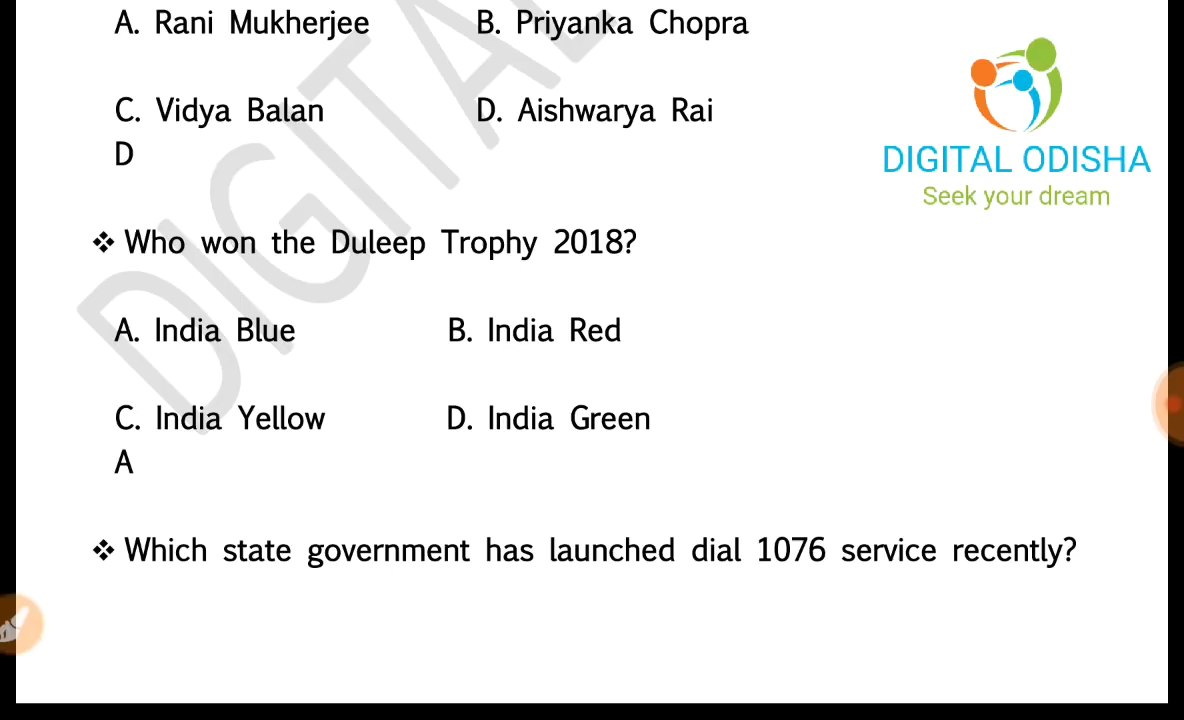 A. Rani Mukherjee B. Priyanka Chopra
C. Vidya Balan D. Aishwarya Rai
D
DIGITAL ODISHA
Seek your dream
❖ Who won the Duleep Trophy 2018?
A. India Blue B. India Red
C. India Yellow D. India Green
A
❖ Which state government has launched dial 1076 service recently?
DIGITAL